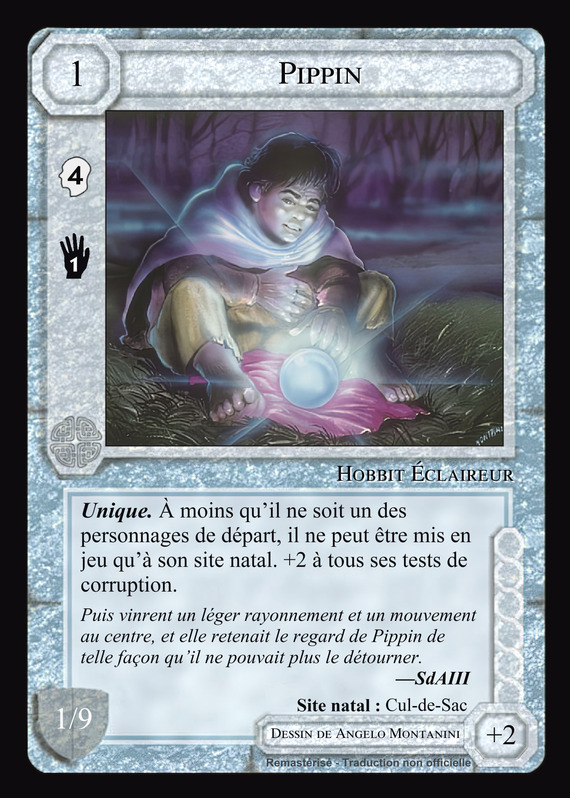 1
Pippin
4
1
Hobbit Éclaireur
Unique. À moins qu'il ne soit un des
personnages de départ, il ne peut être mis en
jeu qu'à son site natal. +2 à tous ses tests de
corruption.
Puis vinrent un léger rayonnement et un mouvement
au centre, et elle retenait le regard de Pippin de
telle façon qu'il ne pouvait plus le détourner.
—SdAIII
Site natal : Cul-de-Sac
1/9
Dessin de Angelo Montanini
+2
Remastérisé - Traduction non officielle